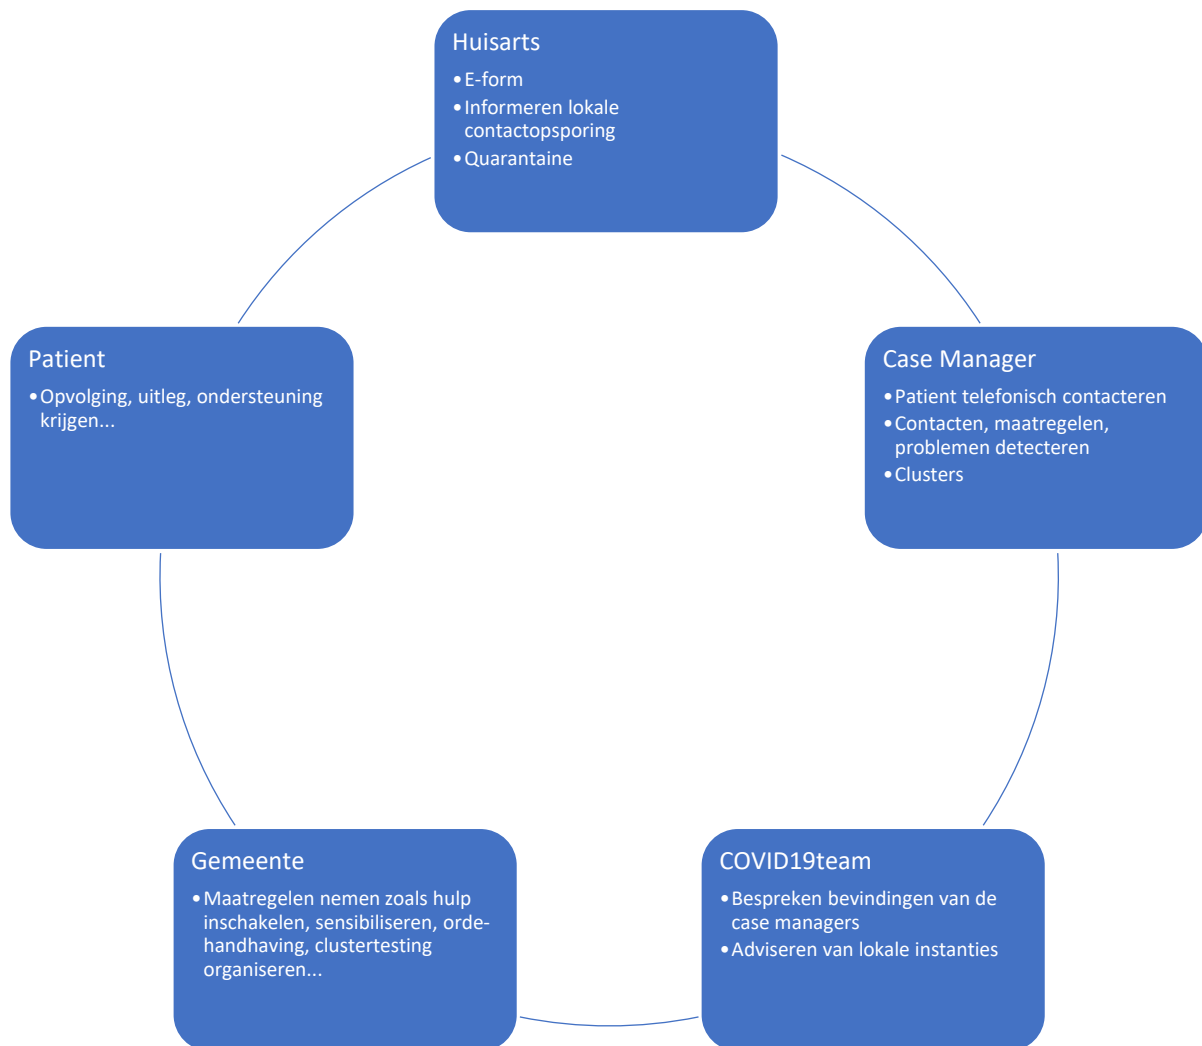 Huisarts
•E-form
•Informeren lokale
contactopsporing
•Quarantaine
Patient
•Opvolging, uitleg, ondersteuning
krijgen...
Case Manager
•Patient telefonisch contacteren
•Contacten, maatregelen,
problemen detecteren
•Clusters
Gemeente
•Maatregelen nemen zoals hulp
inschakelen, sensibiliseren, orde-
handhaving, clustertesting
organiseren...
COVID19team
•Bespreken bevindingen van de
case managers
•Adviseren van lokale instanties